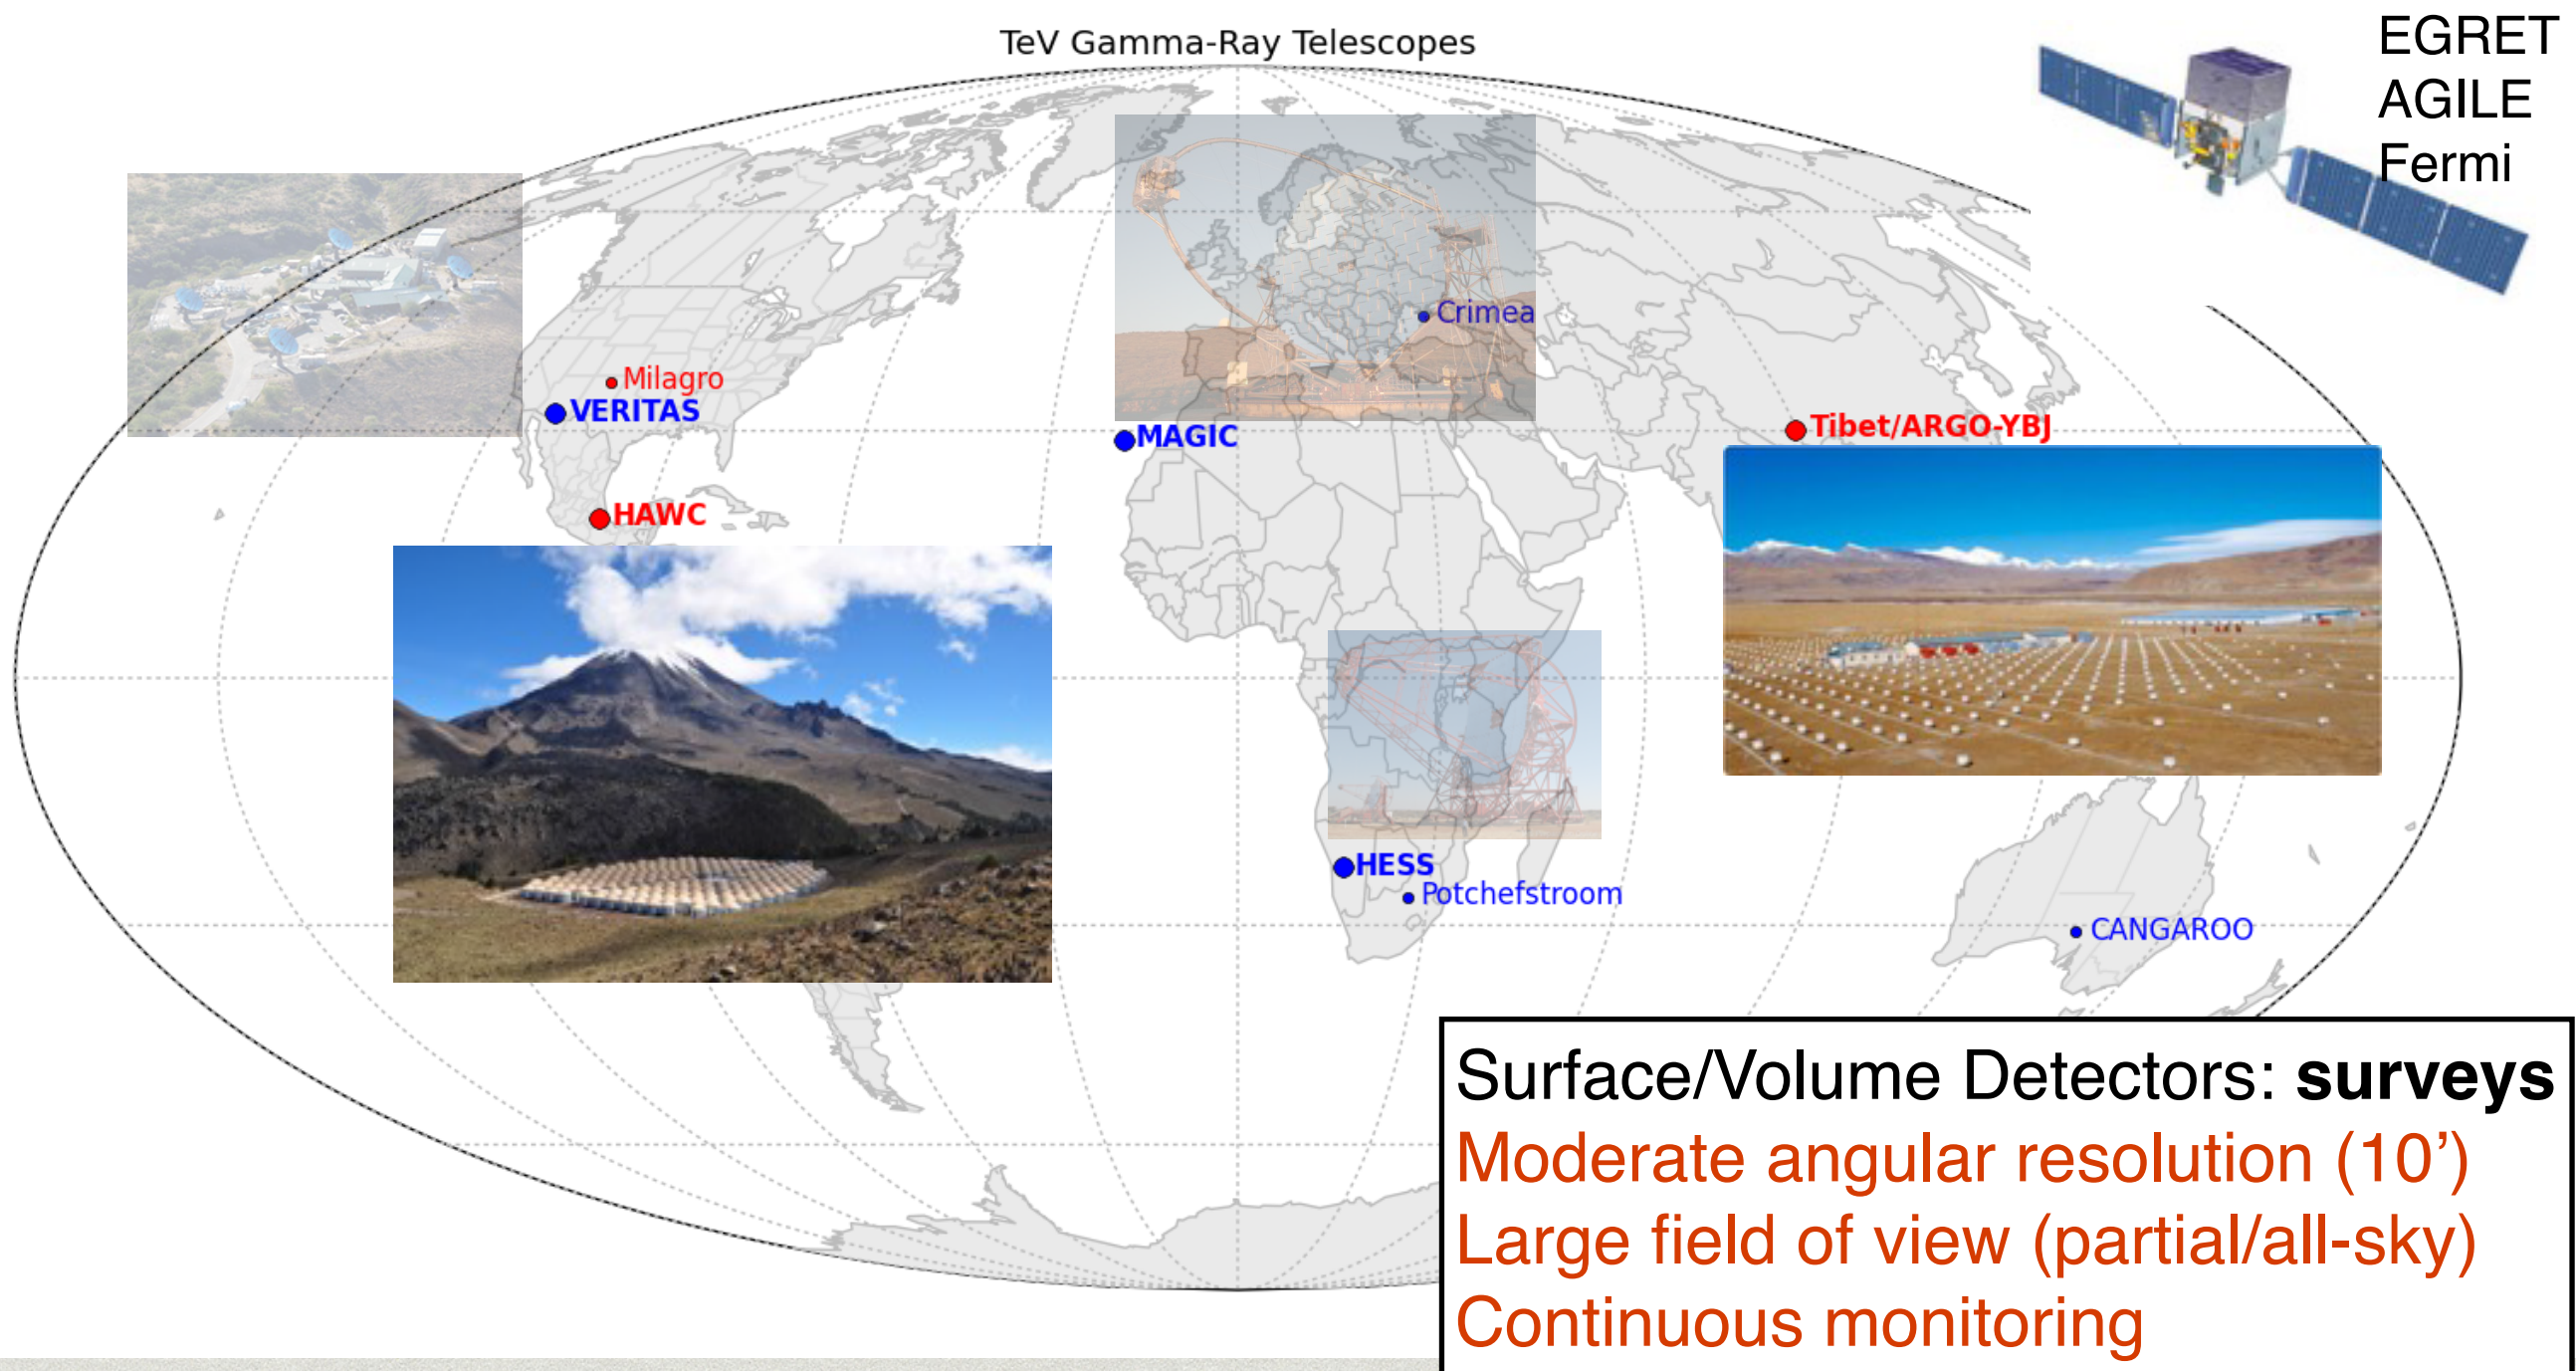 TeV Gamma-Ray Telescopes
EGRET
AGILE
Fermi
Crimea
Milagro
VERITAS
MAGIC
Tibet/ARGO-YBJ
HAWC
HESS
Potchefstroom
CANGAROO
Surface/Volume Detectors: surveys
Moderate angular resolution (10’)
Large field of view (partial/all-sky)
Continuous monitoring